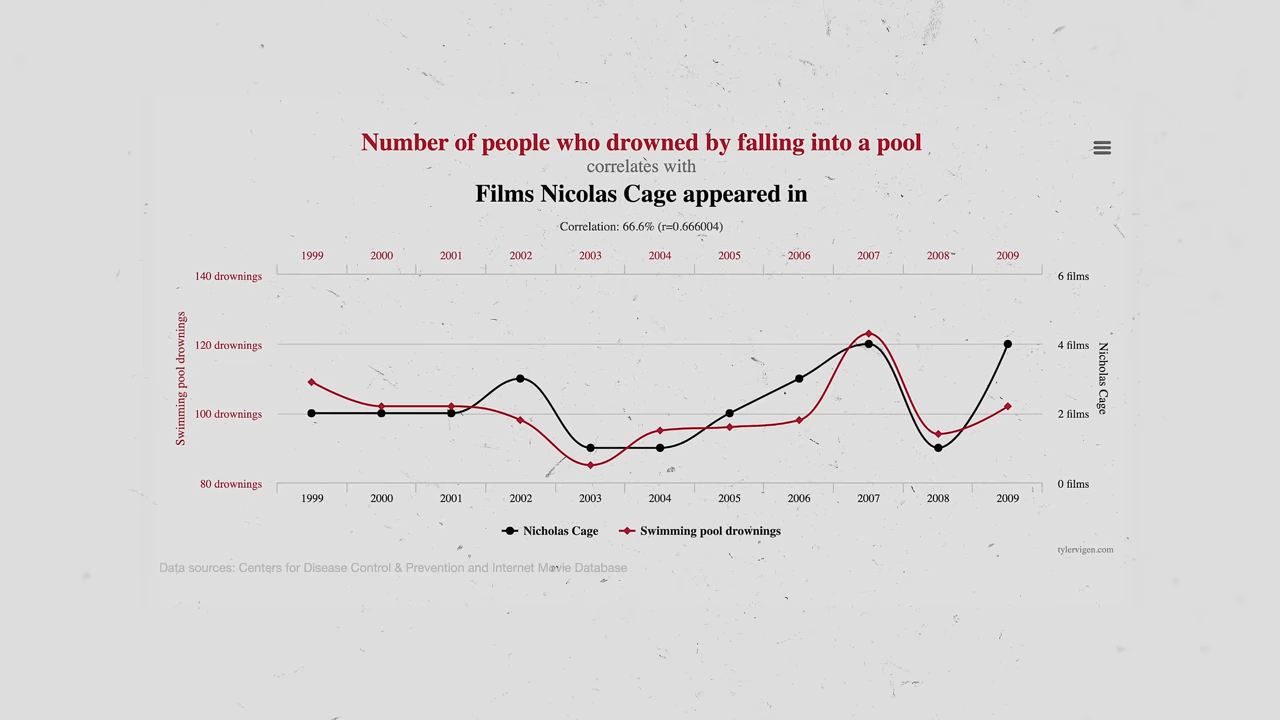 Number of people who drowned by falling into a pool
correlates with
Films Nicolas Cage appeared in
Correlation: 66.6% (r=0.666004)
1999 2000 2001 2002 2003 2004 2005 2006 2007 2008 2009
140 drownings 6 films
120 drownings 4 films
Swimming pool drownings
Nicholas Cage
100 drownings 2 films
80 drownings 0 films
1999 2000 2001 2002 2003 2004 2005 2006 2007 2008 2009
Nicholas Cage Swimming pool drownings
tylervigen.com
Data sources: Centers for Disease Control & Prevention and Internet Movie Database